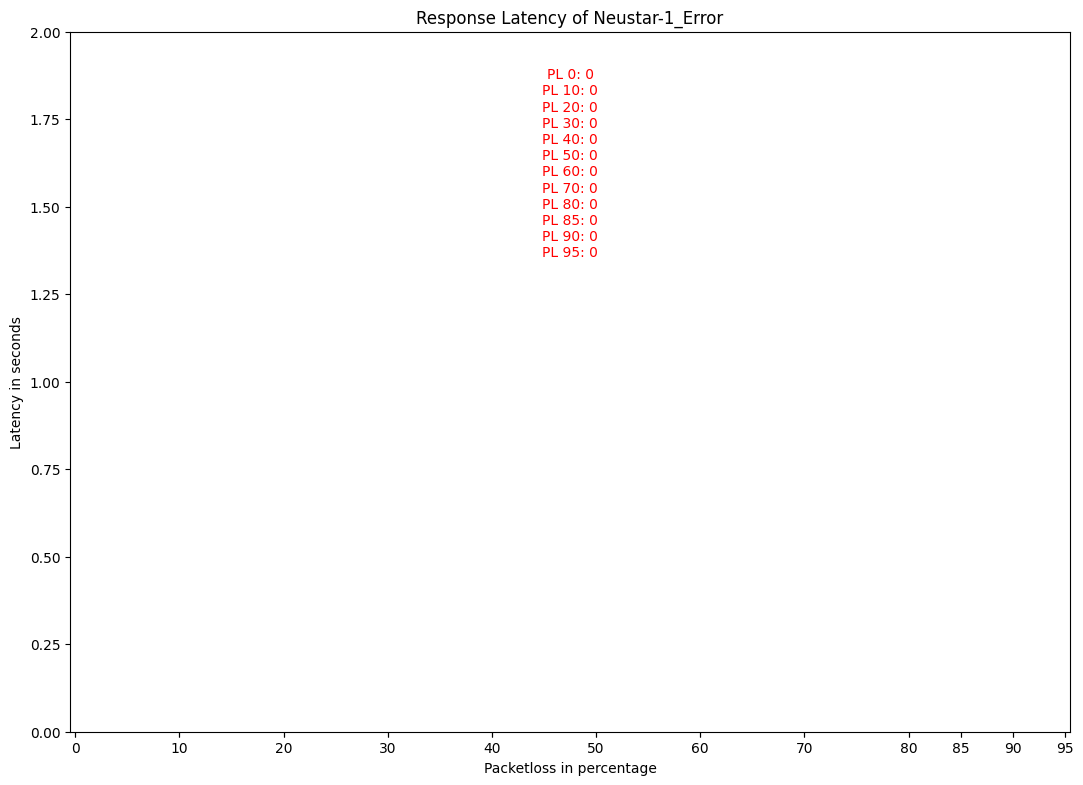 Response Latency of Neustar-1_Error
2.00
1.75
1.50
1.25
1.00
0.75
0.50
0.25
0.00
Latency in seconds
PL 0: 0
PL 10: 0
PL 20: 0
PL 30: 0
PL 40: 0
PL 50: 0
PL 60: 0
PL 70: 0
PL 80: 0
PL 85: 0
PL 90: 0
PL 95: 0
0 10 20 30 40 50 60 70 80 85 90 95
Packetloss in percentage